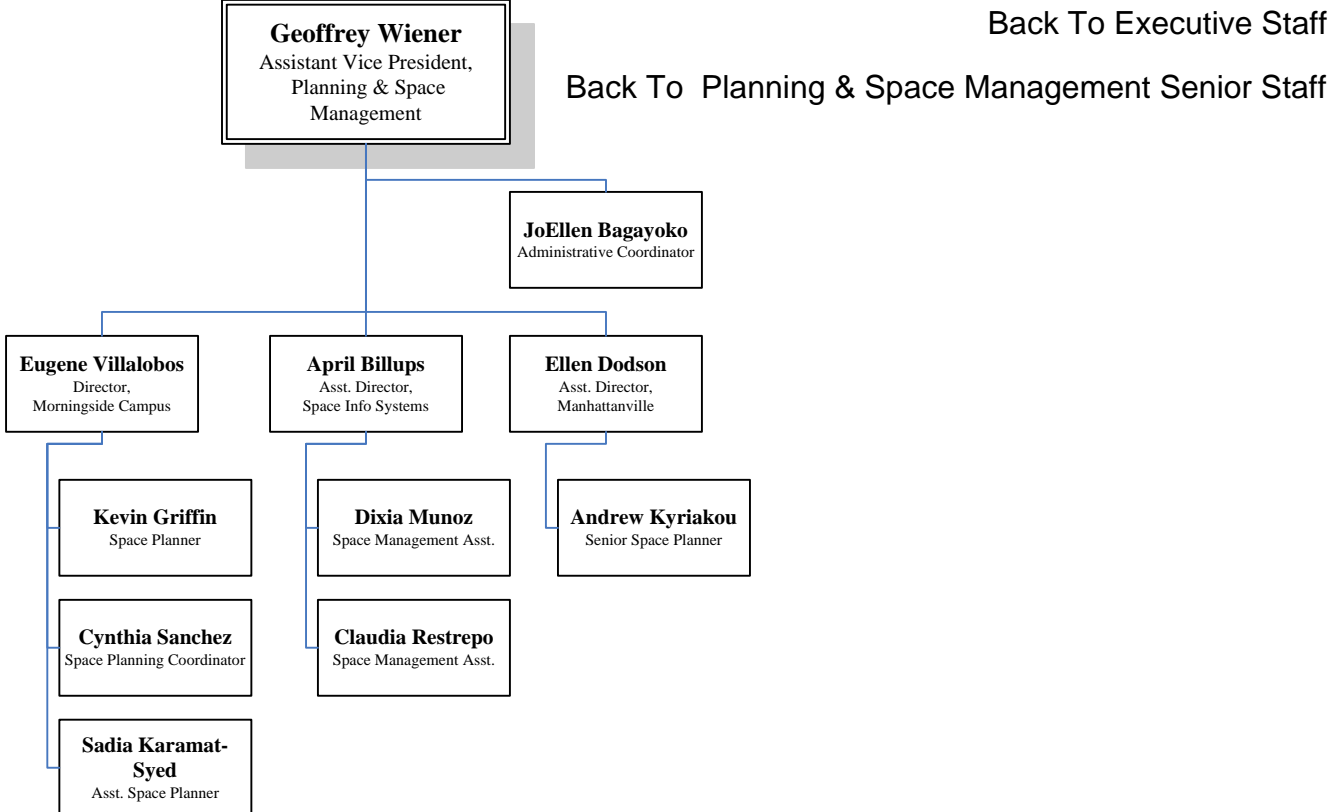 Geoffrey Wiener
Assistant Vice President,
Planning & Space
Management
Back To Executive Staff
Back To Planning & Space Management Senior Staff
JoEllen Bagayoko
Administrative Coordinator
Eugene Villalobos
Director,
Morningside Campus
April Billups
Asst. Director,
Space Info Systems
Ellen Dodson
Asst. Director,
Manhattanville
Kevin Griffin
Space Planner
Dixia Munoz
Space Management Asst.
Andrew Kyriakou
Senior Space Planner
Cynthia Sanchez
Space Planning Coordinator
Claudia Restrepo
Space Management Asst.
Sadia Karamat-
Syed
Asst. Space Planner